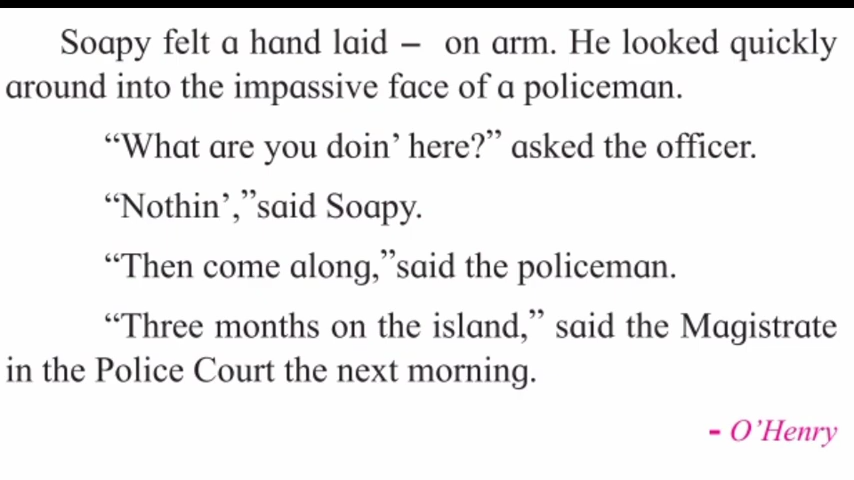 Soapy felt a hand laid – on arm. He looked quickly
around into the impassive face of a policeman.
“What are you doin’ here?” asked the officer.
“Nothin’,”said Soapy.
“Then come along,”said the policeman.
“Three months on the island,” said the Magistrate
in the Police Court the next morning.
- O’Henry